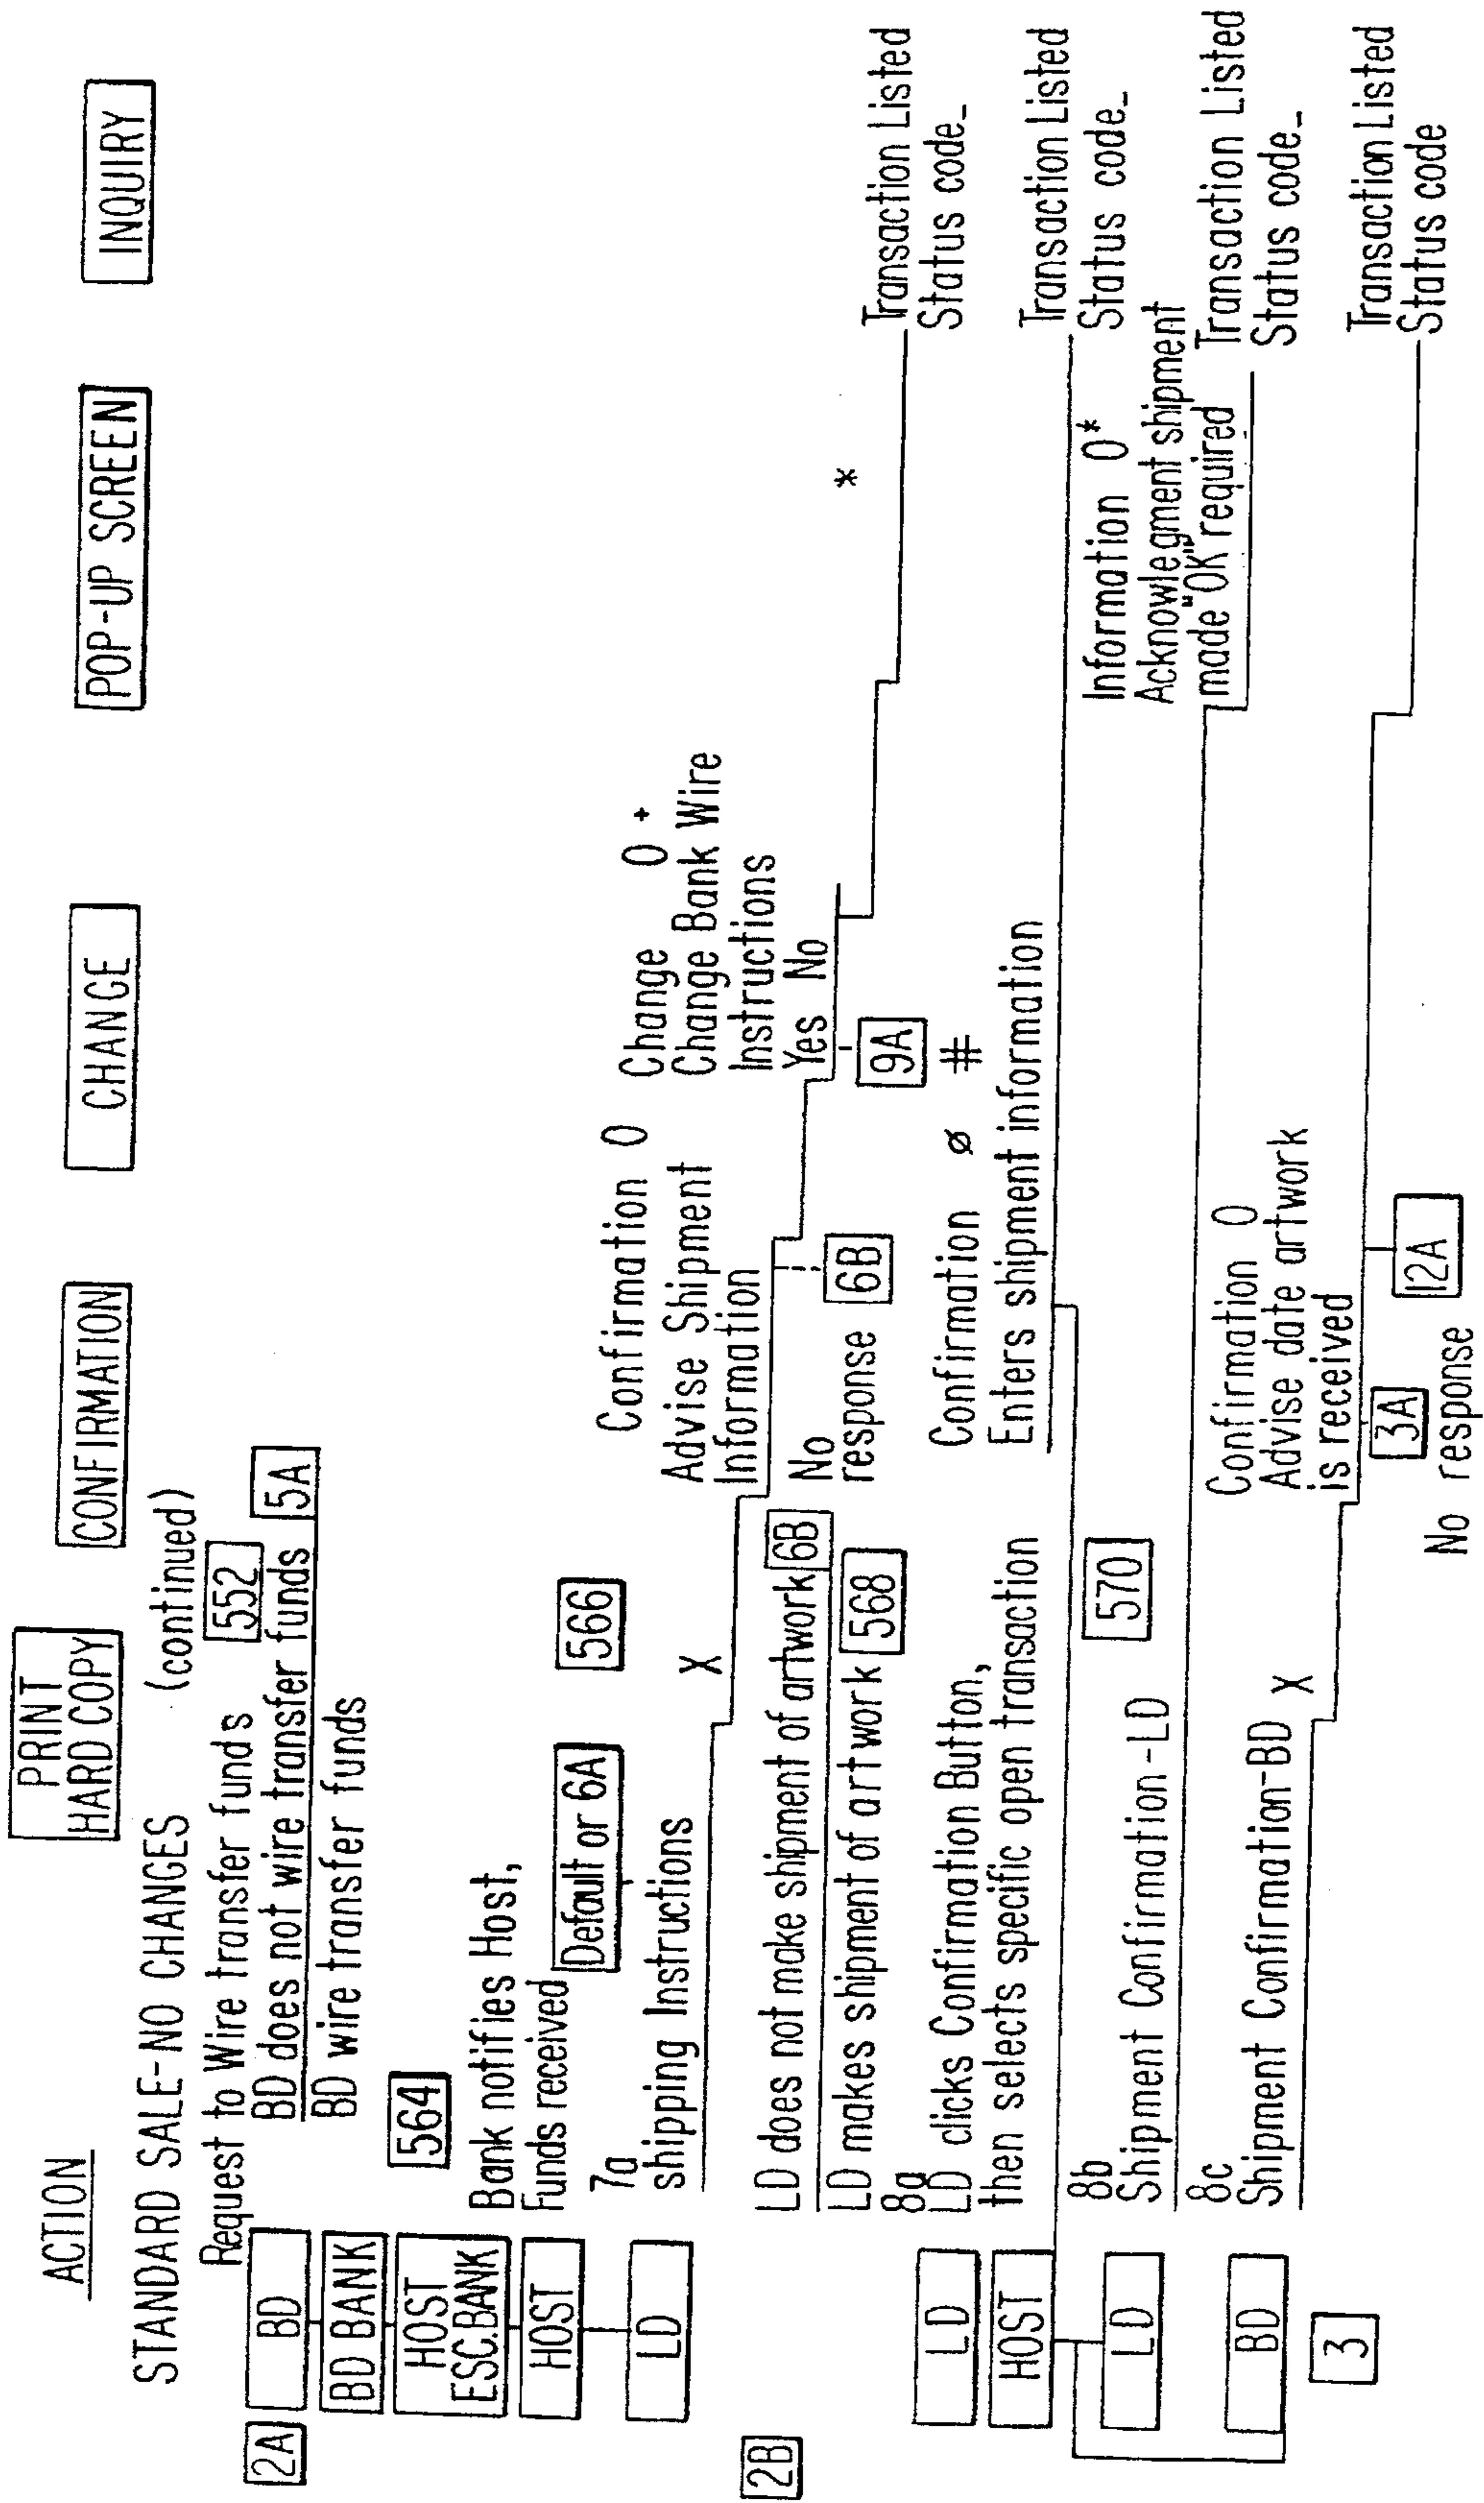 ACTION
PRINT
HARD COPY
CONFIRMATION
CHANGE
POP-UP SCREEN
INQUIRY
STANDARD SALE-NO CHANGES (continued)
Request to Wire transfer funds 552
2A
BD
BD does not wire transfer funds 5A
BD BANK
BD wire transfer funds
HOST
ESC.BANK
564
HOST
Bank notifies Host,
Funds received
Default or 6A
566
LD
7a
shipping Instructions X
Confirmation O
Advise Shipment
Information
Change O +
Change Bank Wire
Instructions
Yes No
*
Transaction Listed
Status code_
2B
LD does not make shipment of artwork 6B
No
response 6B
9A
LD makes shipment of art work 568
LD
8a
LD clicks Confirmation Button,
then selects specific open transaction
Confirmation ø #
Enters shipment information
Transaction Listed
Status code_
HOST
LD
8b
Shipment Confirmation-LD
570
Information O*
Acknowlegment shipment
made "OK" required
Transaction Listed
Status code_
BD
8c
Shipment Confirmation-BD X
Confirmation O
Advise date artwork
is received
Transaction Listed
Status code
3
3A
12A
No response